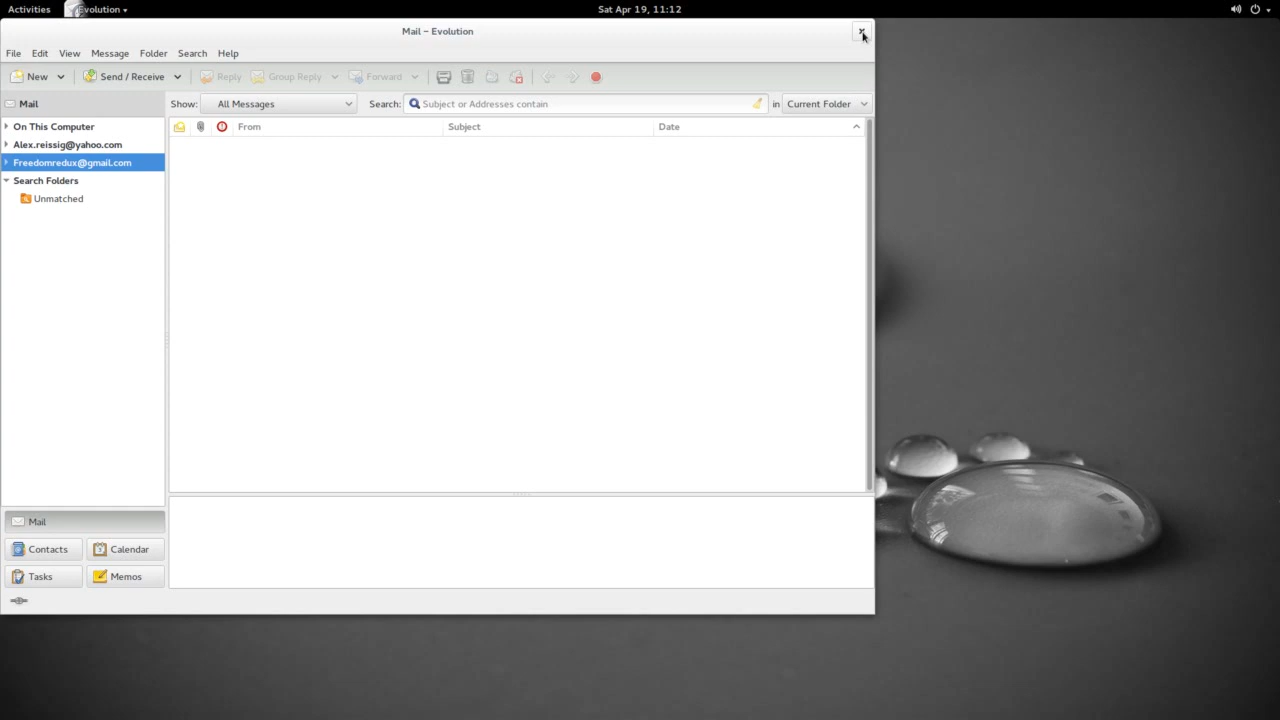 Activities Evolution Sat Apr 19, 11:12
Mail – Evolution
File Edit View Message Folder Search Help
New Send / Receive Reply Group Reply Forward
Mail Show: All Messages Search: Subject or Addresses contain in Current Folder
From Subject Date
On This Computer
Alex.reissig@yahoo.com
Freedomredux@gmail.com
Search Folders
Unmatched
Mail
Contacts Calendar
Tasks Memos